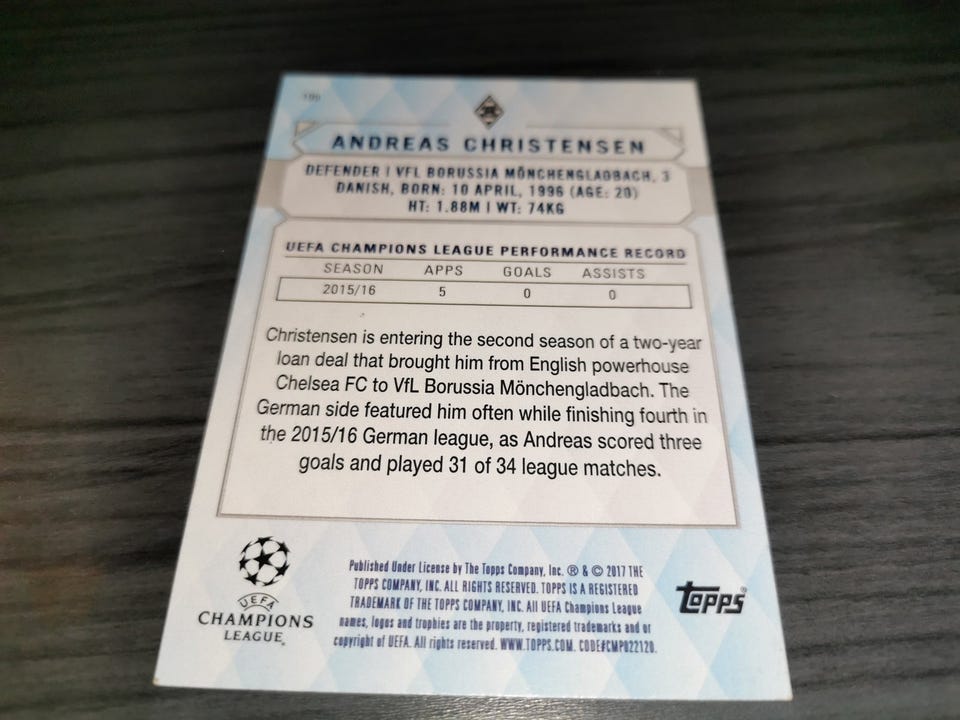 ANDREAS CHRISTENSEN
DEFENDER | VFL BORUSSIA MÖNCHENGLADBACH, 3
DANISH, BORN: 10 APRIL, 1996 (AGE: 20)
HT: 1.88M | WT: 74KG
UEFA CHAMPIONS LEAGUE PERFORMANCE RECORD
SEASON APPS GOALS ASSISTS
2015/16 5 0 0
Christensen is entering the second season of a two-year
loan deal that brought him from English powerhouse
Chelsea FC to VfL Borussia Mönchengladbach. The
German side featured him often while finishing fourth in
the 2015/16 German league, as Andreas scored three
goals and played 31 of 34 league matches.
UEFA
CHAMPIONS
LEAGUE
Published Under License by The Topps Company, Inc. ® & © 2017 THE
TOPPS COMPANY, INC. ALL RIGHTS RESERVED. TOPPS IS A REGISTERED
TRADEMARK OF THE TOPPS COMPANY, INC. All UEFA Champions League
names, logos and trophies are the property, registered trademarks and or
copyright of UEFA. All rights reserved. WWW.TOPPS.COM. CODE#CMP022120.
topps®